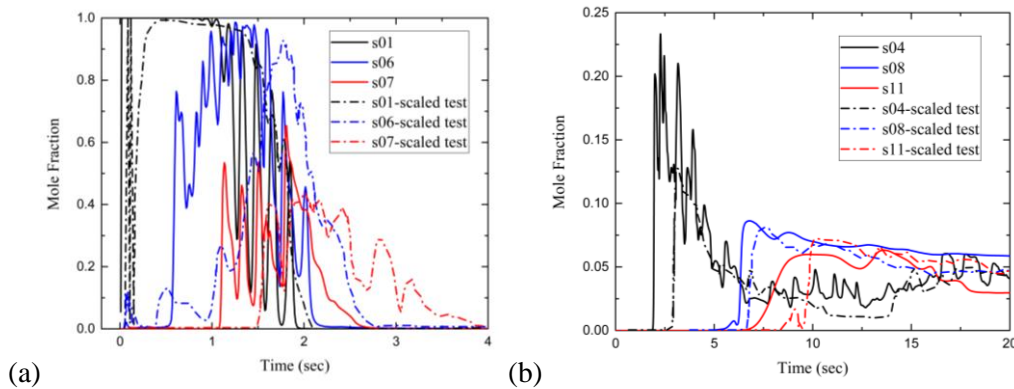 1.0
0.8
0.6
0.4
0.2
0.0
Mole Fraction
0
1
2
3
4
Time (sec)
s01
s06
s07
s01-scaled test
s06-scaled test
s07-scaled test
(a)
0.25
0.20
0.15
0.10
0.05
0.00
Mole Fraction
0
5
10
15
20
Time (sec)
s04
s08
s11
s04-scaled test
s08-scaled test
s11-scaled test
(b)